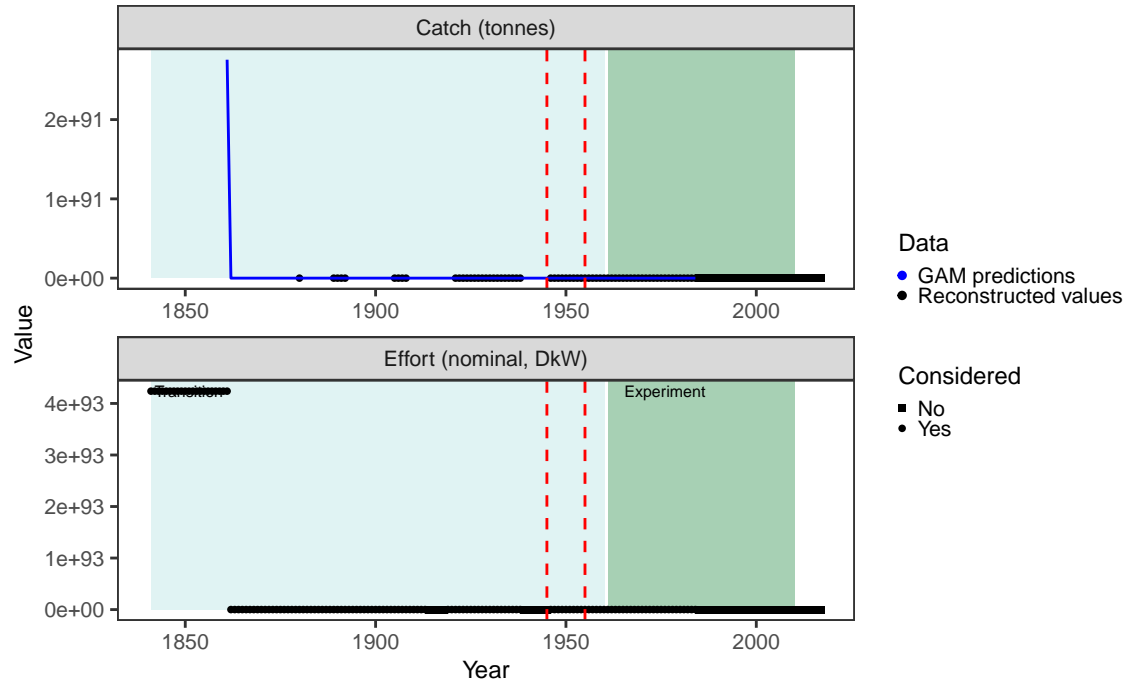 Catch (tonnes)
2e+91
1e+91
0e+00
1850 1900 1950 2000
Value
Effort (nominal, DkW)
Transition
Experiment
4e+93
3e+93
2e+93
1e+93
0e+00
1850 1900 1950 2000
Year
Data
GAM predictions
Reconstructed values
Considered
No
Yes